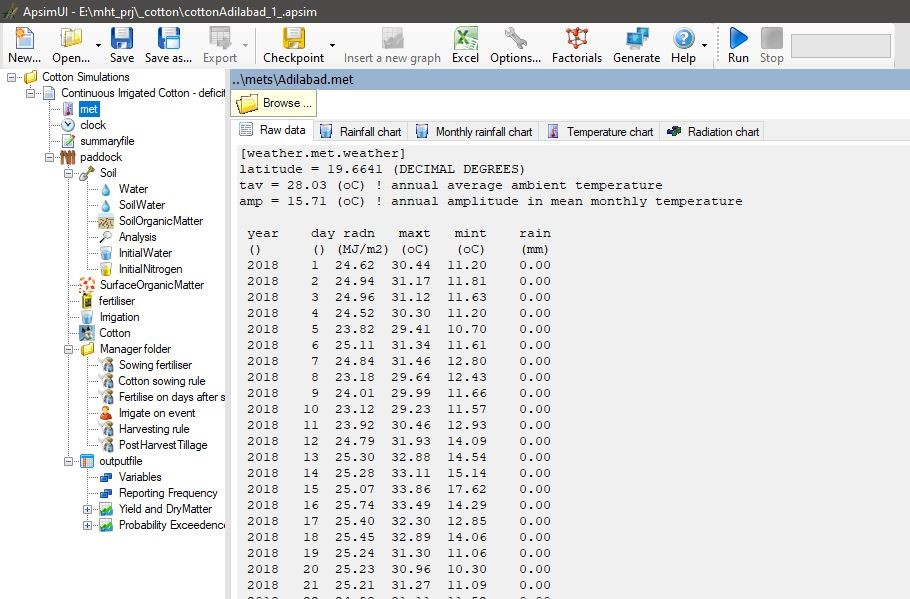 ApsimUI - E:\mht_prj\_cotton\cottonAdilabad_1_.apsim
New... Open... Save Save as... Export Checkpoint Insert a new graph Excel Options... Factorials Generate Help Run Stop
Cotton Simulations
Continuous Irrigated Cotton - deficit
met
clock
summaryfile
paddock
Soil
Water
SoilWater
SoilOrganicMatter
Analysis
InitialWater
InitialNitrogen
SurfaceOrganicMatter
fertiliser
Irrigation
Cotton
Manager folder
Sowing fertiliser
Cotton sowing rule
Fertilise on days after s
Irrigate on event
Harvesting rule
PostHarvestTillage
outputfile
Variables
Reporting Frequency
Yield and DryMatter
Probability Exceedence
..\mets\Adilabad.met
Browse ...
Raw data Rainfall chart Monthly rainfall chart Temperature chart Radiation chart
[weather.met.weather]
latitude = 19.6641 (DECIMAL DEGREES)
tav = 28.03 (oC) ! annual average ambient temperature
amp = 15.71 (oC) ! annual amplitude in mean monthly temperature
year day radn maxt mint rain
() () (MJ/m2) (oC) (oC) (mm)
2018 1 24.62 30.44 11.20 0.00
2018 2 24.94 31.17 11.81 0.00
2018 3 24.96 31.12 11.63 0.00
2018 4 24.52 30.30 11.20 0.00
2018 5 23.82 29.41 10.70 0.00
2018 6 25.11 31.34 11.61 0.00
2018 7 24.84 31.46 12.80 0.00
2018 8 23.18 29.64 12.43 0.00
2018 9 24.01 29.99 11.66 0.00
2018 10 23.12 29.23 11.57 0.00
2018 11 23.92 30.46 12.93 0.00
2018 12 24.79 31.93 14.09 0.00
2018 13 25.30 32.88 14.54 0.00
2018 14 25.28 33.11 15.14 0.00
2018 15 25.07 33.86 17.62 0.00
2018 16 25.74 33.49 14.29 0.00
2018 17 25.40 32.30 12.85 0.00
2018 18 25.45 32.89 14.06 0.00
2018 19 25.24 31.30 11.06 0.00
2018 20 25.23 30.96 10.30 0.00
2018 21 25.21 31.27 11.09 0.00